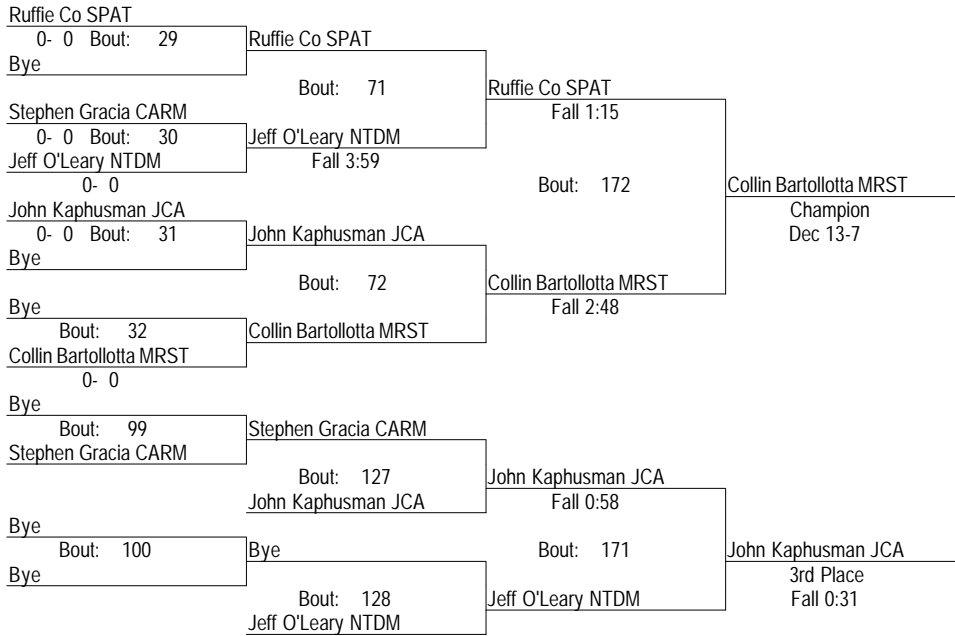 Ruffie Co SPAT
0- 0 Bout: 29
Ruffie Co SPAT
Bye
Bout: 71
Ruffie Co SPAT
Fall 1:15
Stephen Gracia CARM
0- 0 Bout: 30
Jeff O'Leary NTDM
Jeff O'Leary NTDM
Fall 3:59
0- 0
Bout: 172
Collin Bartollotta MRST
Champion
Dec 13-7
John Kaphusman JCA
0- 0 Bout: 31
John Kaphusman JCA
Bye
Bout: 72
Collin Bartollotta MRST
Fall 2:48
Bye
Bout: 32
Collin Bartollotta MRST
Collin Bartollotta MRST
0- 0
Bye
Bout: 99
Stephen Gracia CARM
Stephen Gracia CARM
Bout: 127
John Kaphusman JCA
Fall 0:58
John Kaphusman JCA
Bye
Bout: 100
Bye
Bye
Bout: 171
John Kaphusman JCA
3rd Place
Fall 0:31
Bout: 128
Jeff O'Leary NTDM
Jeff O'Leary NTDM